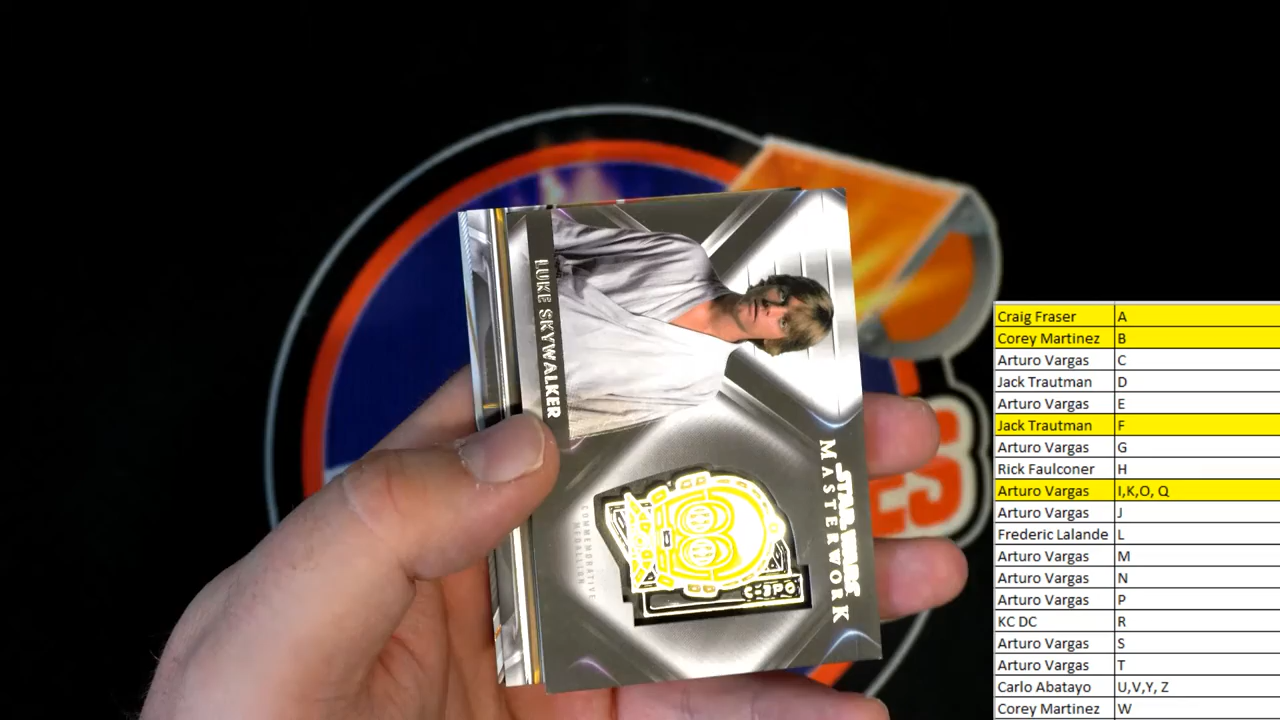 LUKE SKYWALKER
STAR WARS
MASTERWORK
COMMEMORATIVE
MEDALLION
C-3PO
Craig Fraser A
Corey Martinez B
Arturo Vargas C
Jack Trautman D
Arturo Vargas E
Jack Trautman F
Arturo Vargas G
Rick Faulconer H
Arturo Vargas I,K,O, Q
Arturo Vargas J
Frederic Lalande L
Arturo Vargas M
Arturo Vargas N
Arturo Vargas P
KC DC R
Arturo Vargas S
Arturo Vargas T
Carlo Abatayo U,V,Y, Z
Corey Martinez W